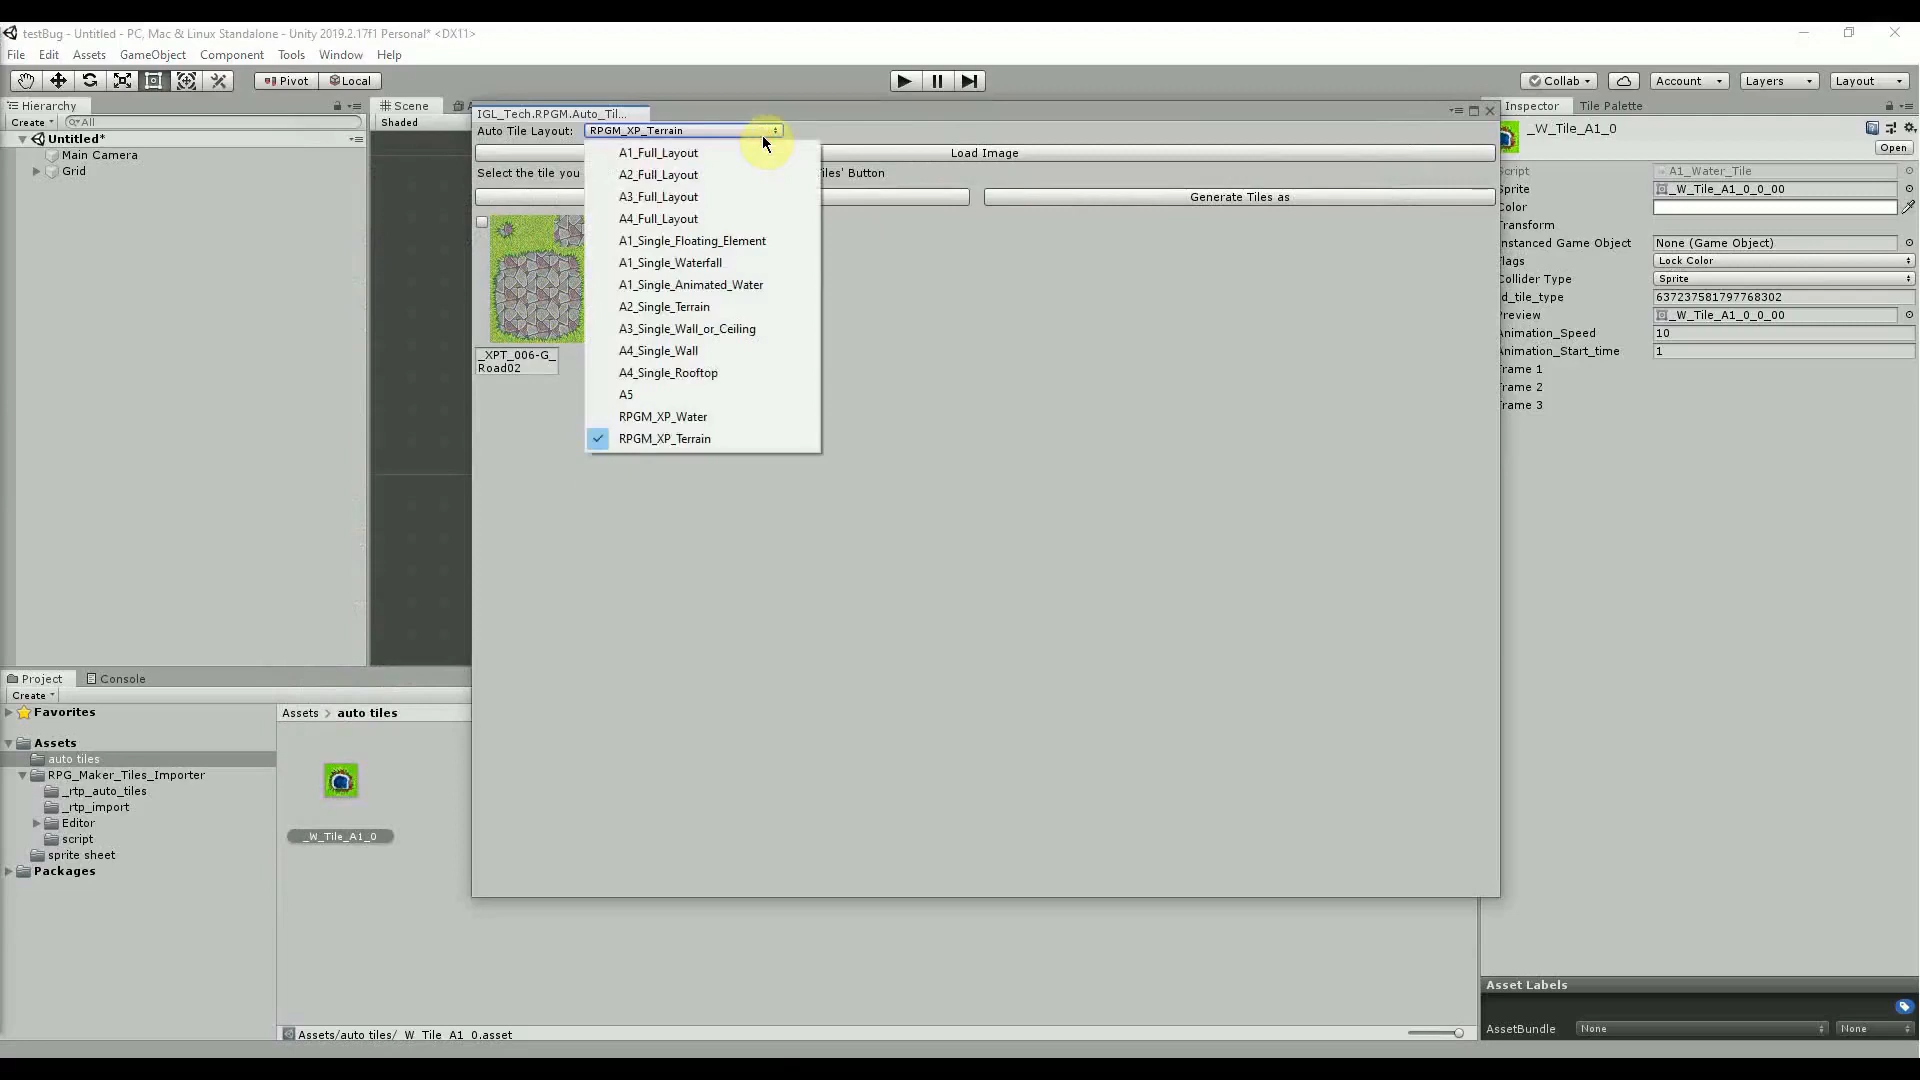 testBug - Untitled - PC, Mac & Linux Standalone - Unity 2019.2.17f1 Personal* <DX11>
File Edit Assets GameObject Component Tools Window Help
Pivot Local
Collab Account Layers Layout
Hierarchy
Scene
IGL_Tech.RPGM.Auto_Til...
Inspector Tile Palette
Create All
Shaded
Auto Tile Layout: RPGM_XP_Terrain
_W_Tile_A1_0
Open
Untitled*
Main Camera
Grid
Load Image
Select the tile you
iles' Button
Generate Tiles as
_XPT_006-G_
Road02
A1_Full_Layout
A2_Full_Layout
A3_Full_Layout
A4_Full_Layout
A1_Single_Floating_Element
A1_Single_Waterfall
A1_Single_Animated_Water
A2_Single_Terrain
A3_Single_Wall_or_Ceiling
A4_Single_Wall
A4_Single_Rooftop
A5
RPGM_XP_Water
RPGM_XP_Terrain
Script A1_Water_Tile
Sprite _W_Tile_A1_0_0_00
Color
Transform
Instanced Game Object None (Game Object)
Flags Lock Color
Collider Type Sprite
d_tile_type 637237581797768302
Preview _W_Tile_A1_0_0_00
Animation_Speed 10
Animation_Start_time 1
Frame 1
Frame 2
Frame 3
Project Console
Create
Favorites
Assets
auto tiles
RPG_Maker_Tiles_Importer
_rtp_auto_tiles
_rtp_import
Editor
script
sprite sheet
Packages
Assets > auto tiles
_W_Tile_A1_0
Assets/auto tiles/_W_Tile_A1_0.asset
Asset Labels
AssetBundle None None